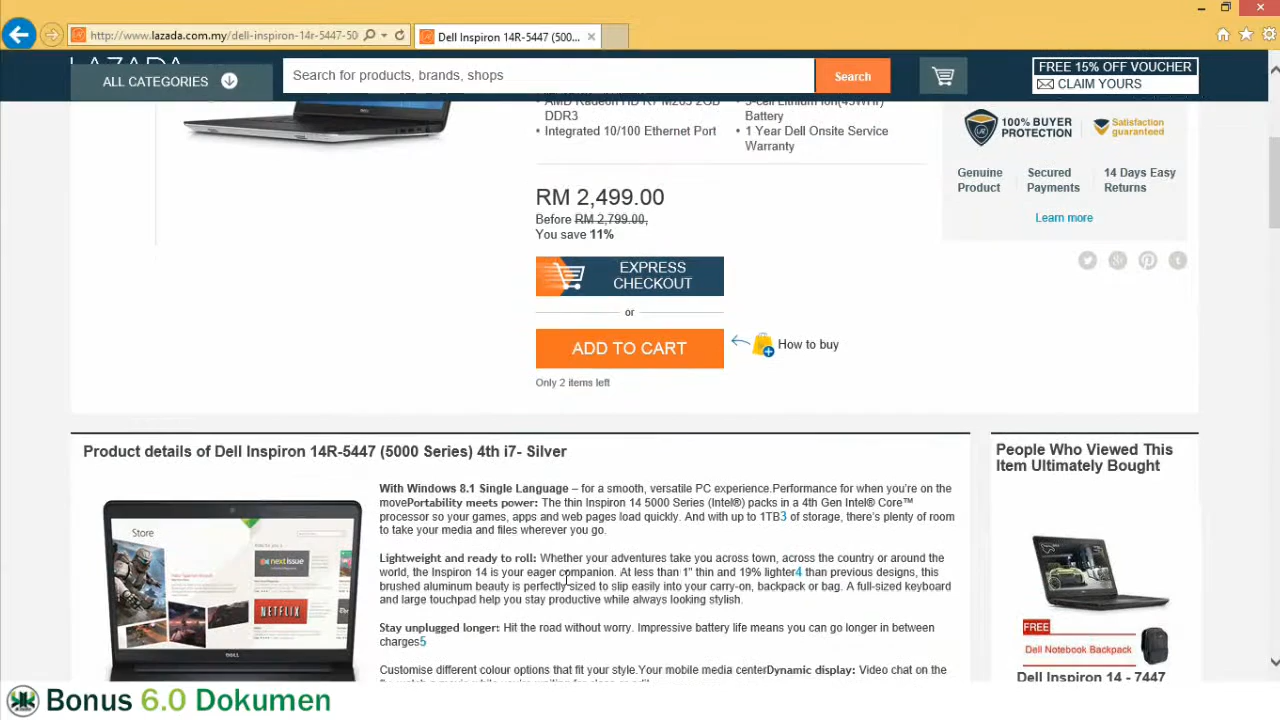 http://www.lazada.com.my/dell-inspiron-14r-5447-50
Dell Inspiron 14R-5447 (500...
LAZADA
ALL CATEGORIES
Search for products, brands, shops
Search
FREE 15% OFF VOUCHER
CLAIM YOURS
• AMD Radeon HD R7 M265 2GB DDR3
• Integrated 10/100 Ethernet Port
• 3-cell Lithium Ion(43WHr)
Battery
• 1 Year Dell Onsite Service
Warranty
100% BUYER
PROTECTION
Satisfaction
guaranteed
Genuine
Product
Secured
Payments
14 Days Easy
Returns
Learn more
RM 2,499.00
Before RM 2,799.00,
You save 11%
EXPRESS
CHECKOUT
or
ADD TO CART
How to buy
Only 2 items left
Product details of Dell Inspiron 14R-5447 (5000 Series) 4th i7- Silver
With Windows 8.1 Single Language – for a smooth, versatile PC experience.Performance for when you're on the
movePortability meets power: The thin Inspiron 14 5000 Series (Intel®) packs in a 4th Gen Intel® Core™
processor so your games, apps and web pages load quickly. And with up to 1TB3 of storage, there's plenty of room
to take your media and files wherever you go.
Lightweight and ready to roll: Whether your adventures take you across town, across the country or around the
world, the Inspiron 14 is your eager companion. At less than 1" thin and 19% lighter4 than previous designs, this
brushed aluminum beauty is perfectly sized to slip easily into your carry-on, backpack or bag. A full-sized keyboard
and large touchpad help you stay productive while always looking stylish.
Stay unplugged longer: Hit the road without worry. Impressive battery life means you can go longer in between
charges5
Customise different colour options that fit your style.Your mobile media centerDynamic display: Video chat on the
Store
next issue
NETFLIX
DELL
People Who Viewed This
Item Ultimately Bought
FREE
Dell Notebook Backpack
Dell Inspiron 14 - 7447
Bonus 6.0 Dokumen